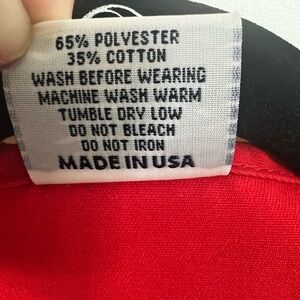 65% POLYESTER
35% COTTON
WASH BEFORE WEARING
MACHINE WASH WARM
TUMBLE DRY LOW
DO NOT BLEACH
DO NOT IRON
MADE IN USA